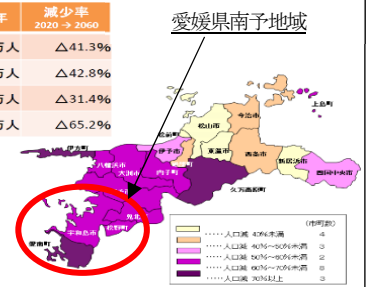 愛媛県南予地域
年
減少率
2020 → 2060
万人 △41.3%
万人 △42.8%
万人 △31.4%
万人 △65.2%
上島町
今治市
松山市
松前町
伊予市
東温市
西条市
新居浜市
四国中央市
久万高原町
伊方町
八幡浜市
大洲市
内子町
宇和島市
鬼北
松野町
愛南町
(市町数)
……人口減 40%未満 4
……人口減 40%~50%未満 3
……人口減 50%~60%未満 2
……人口減 60%~70%未満 8
……人口減 70%以上 3